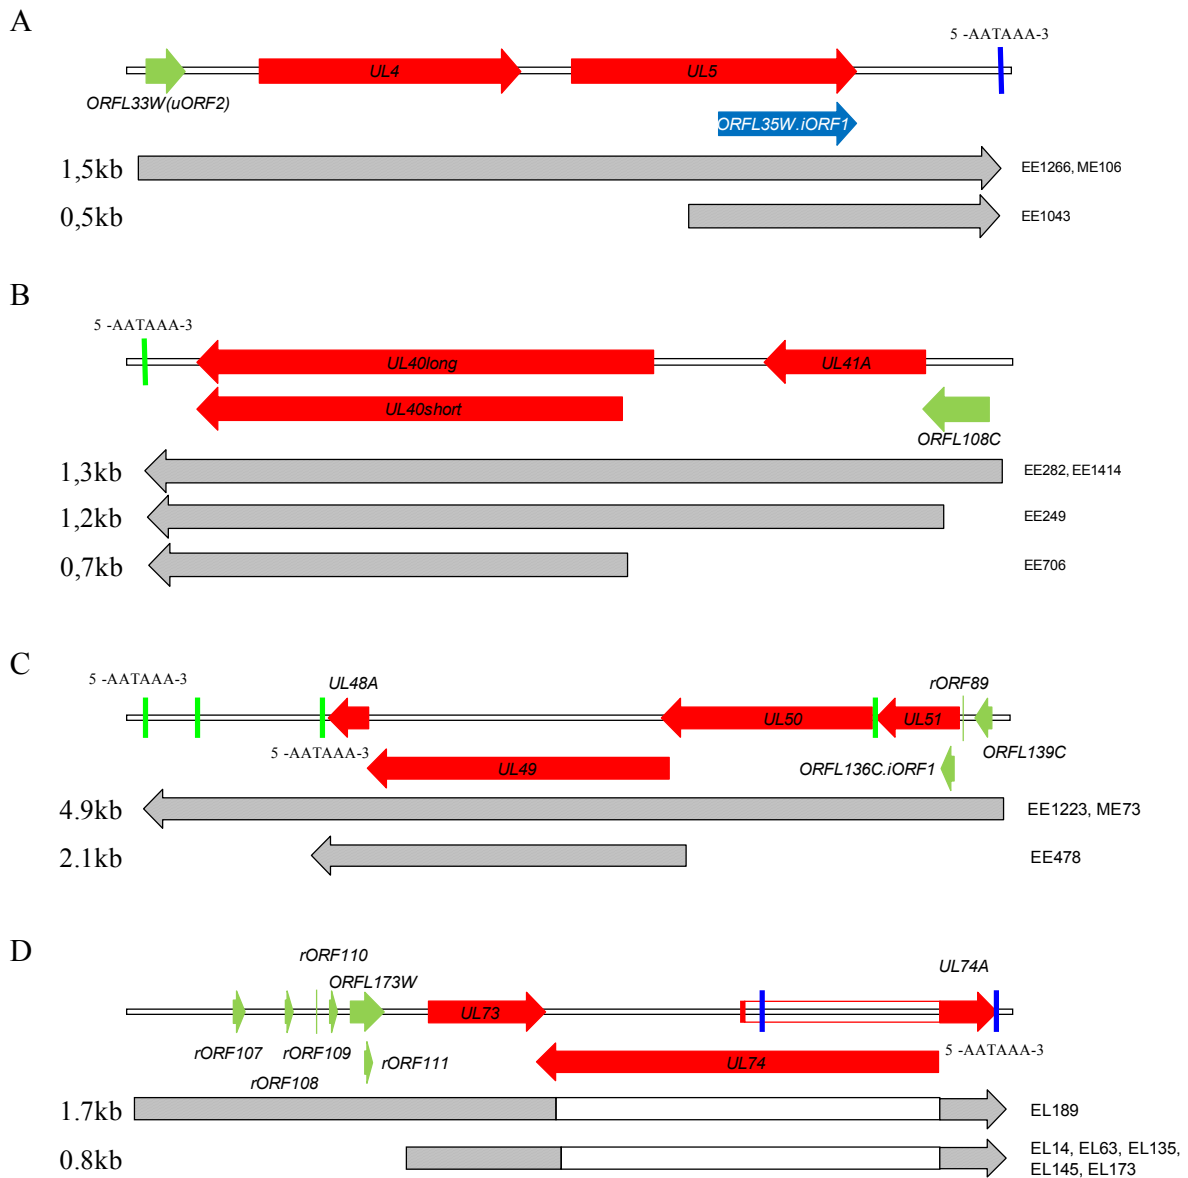 A
5 -AATAAA-3
UL4
UL5
ORFL33W(uORF2)
ORFL35W.iORF1
1,5kb
EE1266, ME106
0,5kb
EE1043
B
5 -AATAAA-3
UL40long
UL41A
UL40short
ORFL108C
1,3kb
EE282, EE1414
1,2kb
EE249
0,7kb
EE706
C
5 -AATAAA-3
UL48A
rORF89
UL50
UL51
5 -AATAAA-3
ORFL139C
UL49
ORFL136C.iORF1
4.9kb
EE1223, ME73
2.1kb
EE478
D
rORF110
ORFL173W
UL74A
UL73
rORF107
rORF109
rORF111
UL74
5 -AATAAA-3
rORF108
1.7kb
EL189
0.8kb
EL14, EL63, EL135,
EL145, EL173